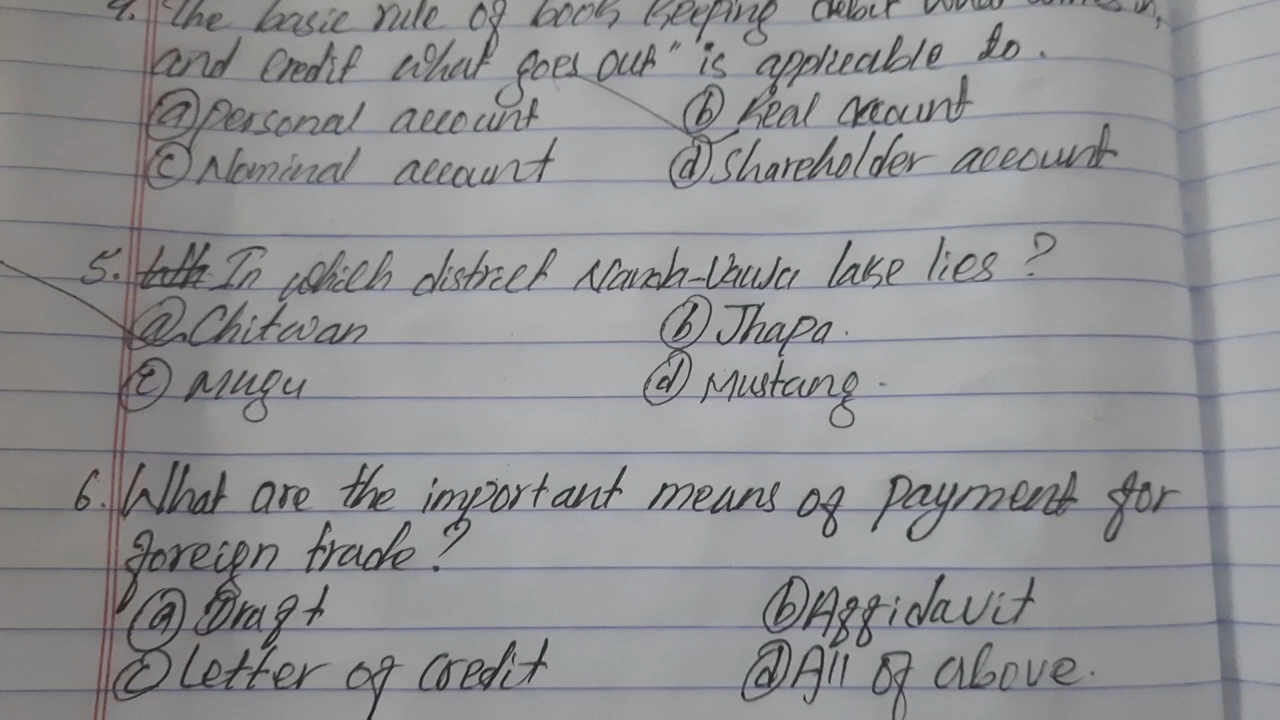 4. The basic rule of book keeping debit what comes in,
and credit what goes out" is applicable to.
(a) personal account (b) Real account
(c) Nominal account (d) Shareholder account
5. In which district lake lies?
(a) Chitwan (b) Jhapa.
(c) Mugu (d) Mustang.
6. What are the important means of payment for
foreign trade?
(a) Draft (b) Affidavit
(c) Letter of credit (d) All of above.